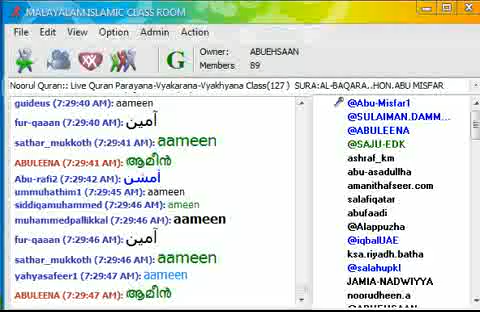 MALAYALAM ISLAMIC CLASS ROOM
File Edit View Option Admin Action
G
Owner: ABUEHSAAN
Members 89
Noorul Quran:: Live Quran Parayana-Vyakarana-Vyakhyana Class(127 ) SURA:AL-BAQARA..HON.ABU MISFAR
guideus (7:29:40 AM): aameen
fur-qaaan (7:29:40 AM): آمين
sathar_mukkoth (7:29:41 AM): aameen
ABULEENA (7:29:41 AM): ആമീൻ
Abu-rafi2 (7:29:42 AM):
ummuhathim1 (7:29:45 AM): aameen
siddiqamuhammed (7:29:46 AM): ameen
muhammedpallikkal (7:29:46 AM): aameen
fur-qaaan (7:29:46 AM): آمين
sathar_mukkoth (7:29:46 AM): aameen
yahyasafeer1 (7:29:47 AM): aameen
ABULEENA (7:29:47 AM): ആമീൻ
@Abu-Misfar1
@SULAIMAN.DAMM...
@ABULEENA
@SAJU-EDK
ashraf_km
abu-asadullha
amanithafseer.com
salafiqatar
abufaadi
@Alappuzha
@iqbalUAE
ksa.riyadh.batha
@salahupkl
JAMIA-NADWIYYA
noorudheen.a
@ABUEHSAAN